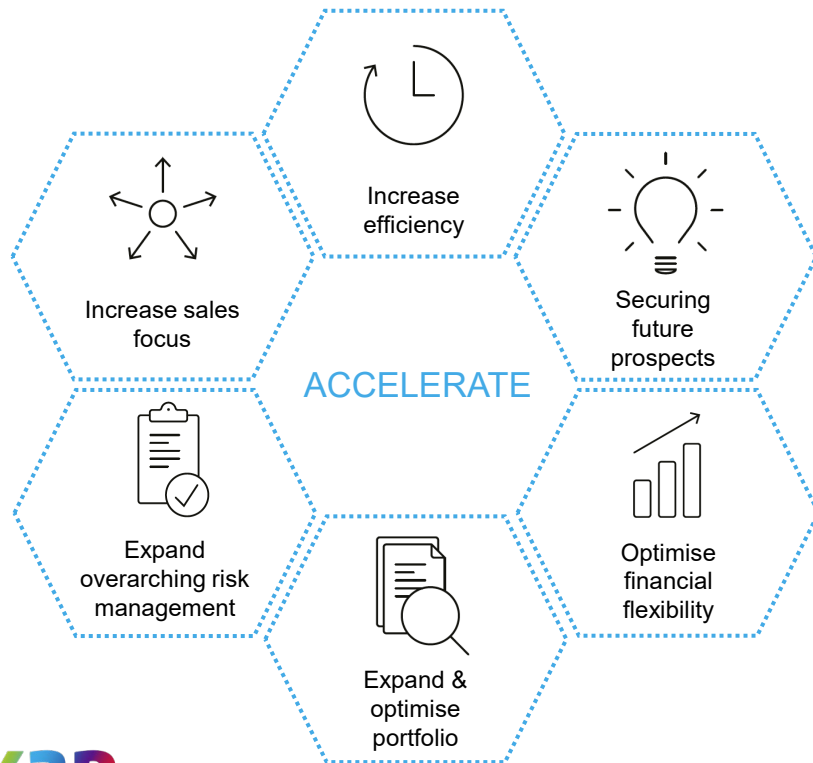 Increase
efficiency
Increase sales
focus
Securing
future
prospects
ACCELERATE
Expand
overarching risk
management
Optimise
financial
flexibility
Expand &
optimise
portfolio